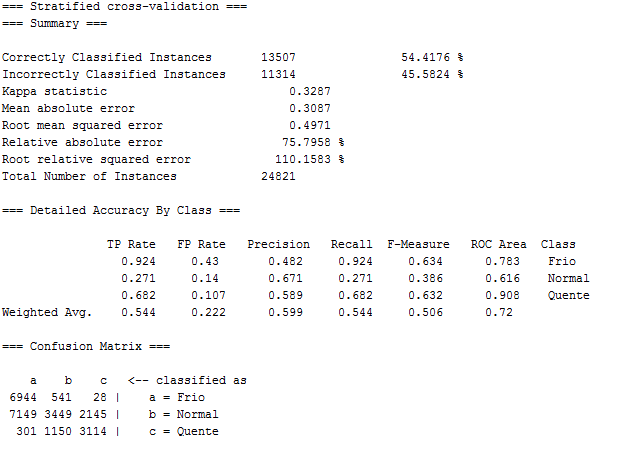 === Stratified cross-validation ===
=== Summary ===
Correctly Classified Instances 13507 54.4176 %
Incorrectly Classified Instances 11314 45.5824 %
Kappa statistic 0.3287
Mean absolute error 0.3087
Root mean squared error 0.4971
Relative absolute error 75.7958 %
Root relative squared error 110.1583 %
Total Number of Instances 24821
=== Detailed Accuracy By Class ===
TP Rate FP Rate Precision Recall F-Measure ROC Area Class
0.924 0.43 0.482 0.924 0.634 0.783 Frio
0.271 0.14 0.671 0.271 0.386 0.616 Normal
0.682 0.107 0.589 0.682 0.632 0.908 Quente
Weighted Avg. 0.544 0.222 0.599 0.544 0.506 0.72
=== Confusion Matrix ===
a b c <-- classified as
6944 541 28 | a = Frio
7149 3449 2145 | b = Normal
301 1150 3114 | c = Quente